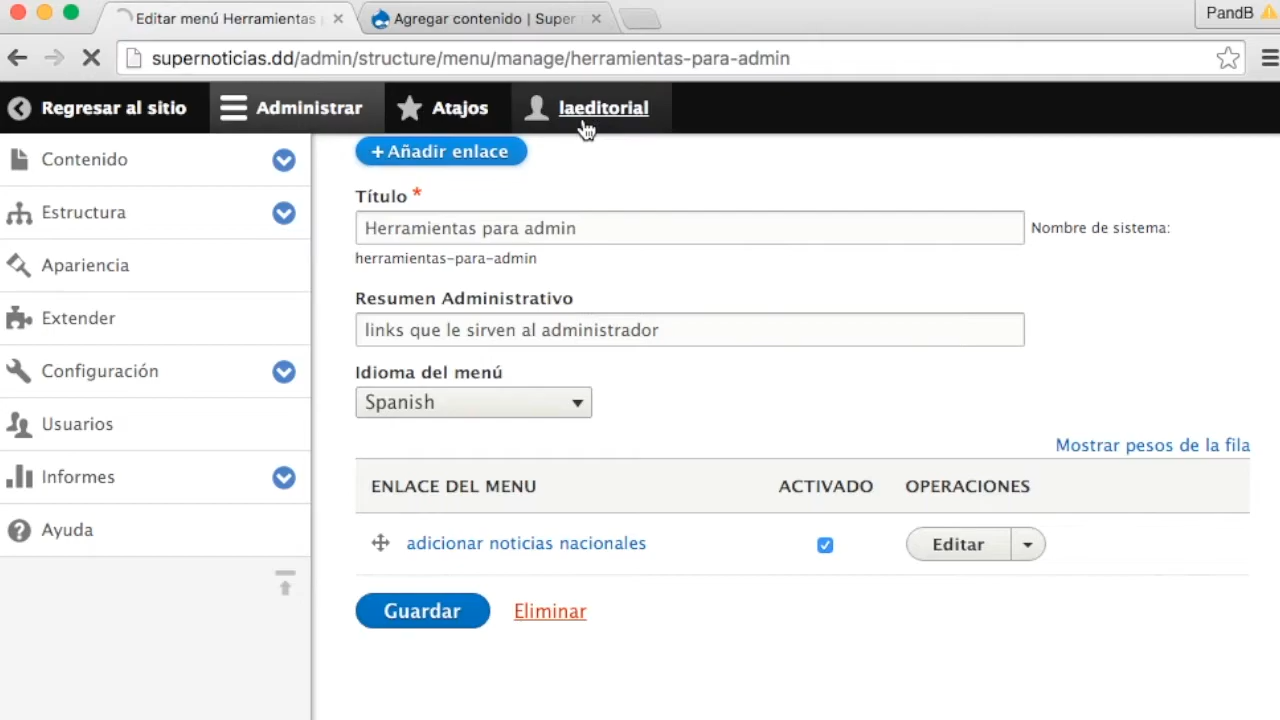 Editar menú Herramientas
Agregar contenido | Super
PandB
supernoticias.dd/admin/structure/menu/manage/herramientas-para-admin
Regresar al sitio
Administrar
Atajos
laeditorial
Contenido
Estructura
Apariencia
Extender
Configuración
Usuarios
Informes
Ayuda
+ Añadir enlace
Título *
Herramientas para admin
Nombre de sistema:
herramientas-para-admin
Resumen Administrativo
links que le sirven al administrador
Idioma del menú
Spanish
Mostrar pesos de la fila
ENLACE DEL MENU ACTIVADO OPERACIONES
adicionar noticias nacionales Editar
Guardar Eliminar